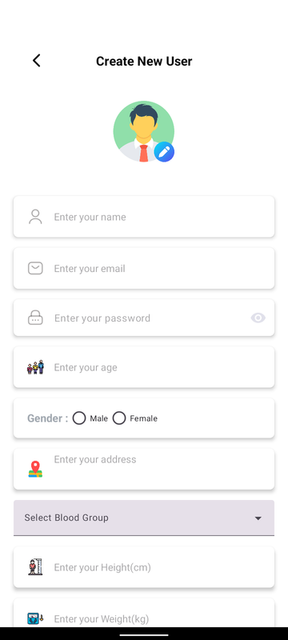 Create New User
Enter your name
Enter your email
Enter your password
Enter your age
Gender : Male Female
Enter your address
Select Blood Group
Enter your Height(cm)
Enter your Weight(kg)